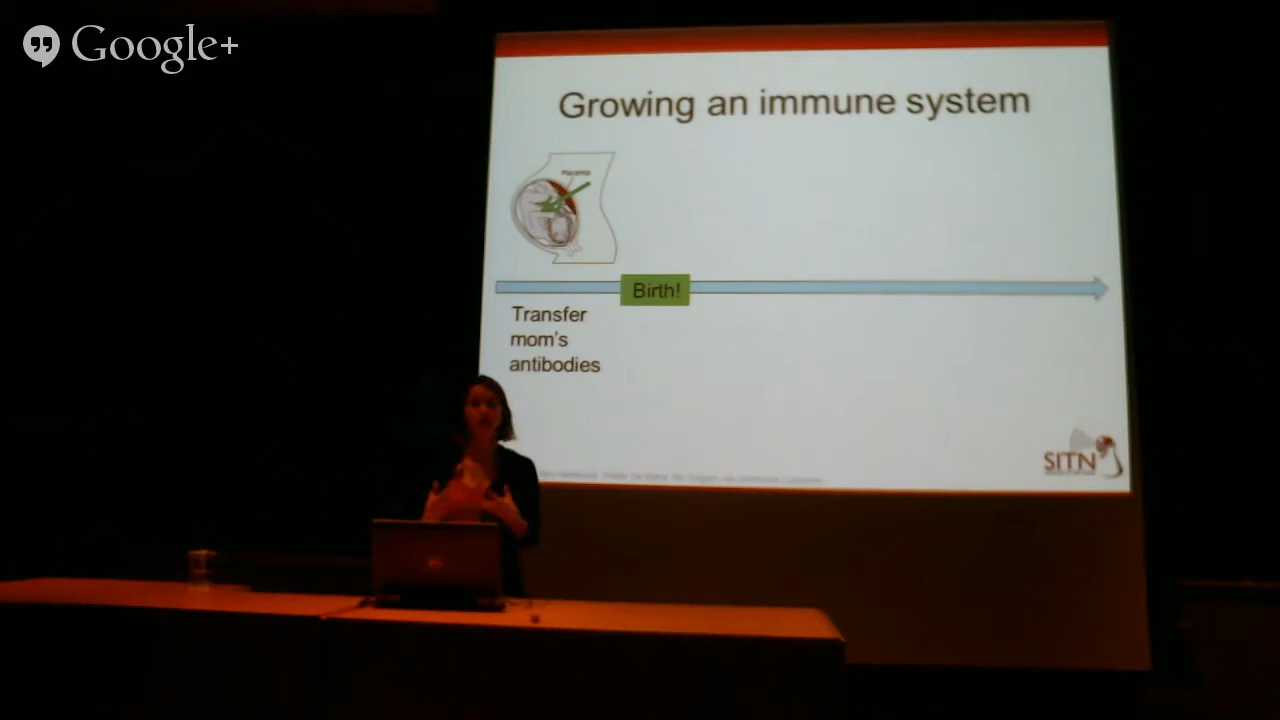 Google+
Growing an immune system
Placenta
Birth!
Transfer
mom's
antibodies
SITN